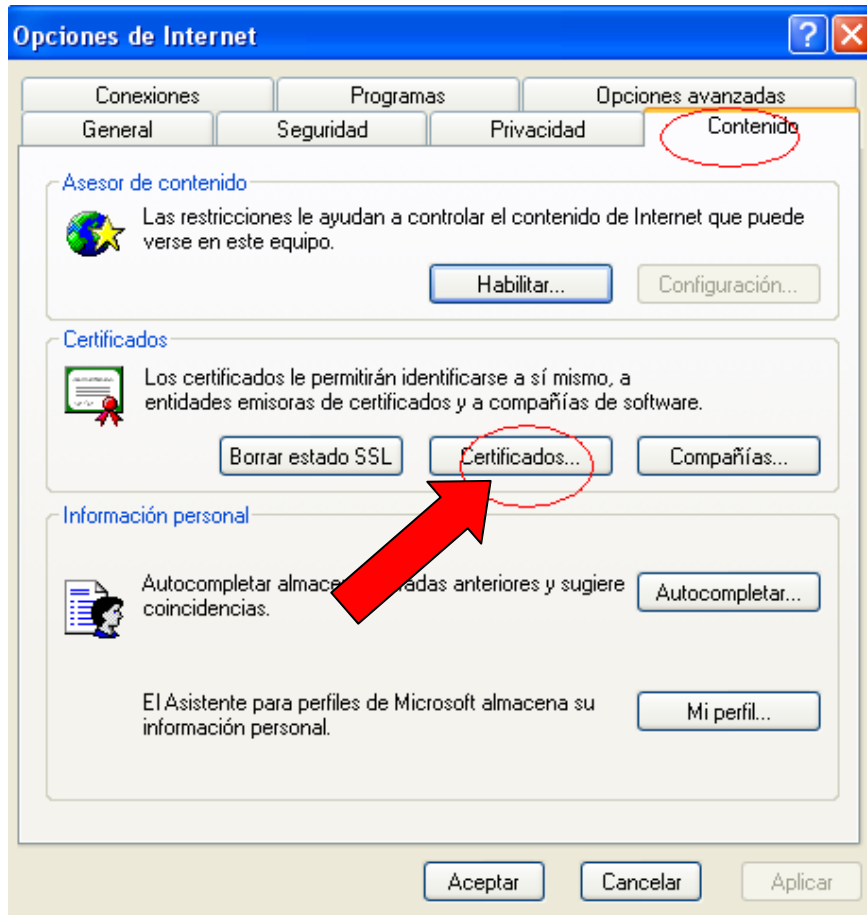 Opciones de Internet
Conexiones Programas Opciones avanzadas
General Seguridad Privacidad Contenido
Asesor de contenido
Las restricciones le ayudan a controlar el contenido de Internet que puede
verse en este equipo.
Habilitar... Configuración...
Certificados
Los certificados le permitirán identificarse a sí mismo, a
entidades emisoras de certificados y a compañías de software.
Borrar estado SSL Certificados... Compañías...
Información personal
Autocompletar anteriores y sugiere
coincidencias.
Autocompletar...
El Asistente para perfiles de Microsoft almacena su
información personal.
Mi perfil...
Aceptar Cancelar Aplicar